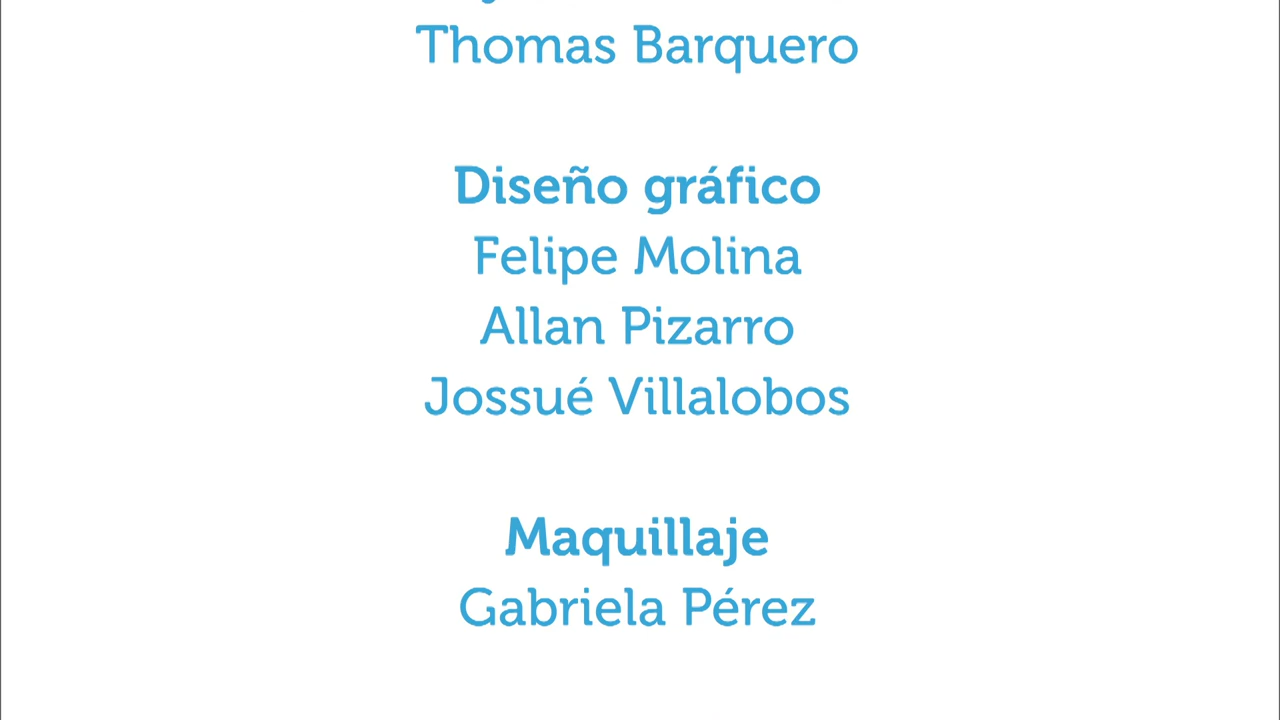 Thomas Barquero
Diseño gráfico
Felipe Molina
Allan Pizarro
Jossué Villalobos
Maquillaje
Gabriela Pérez